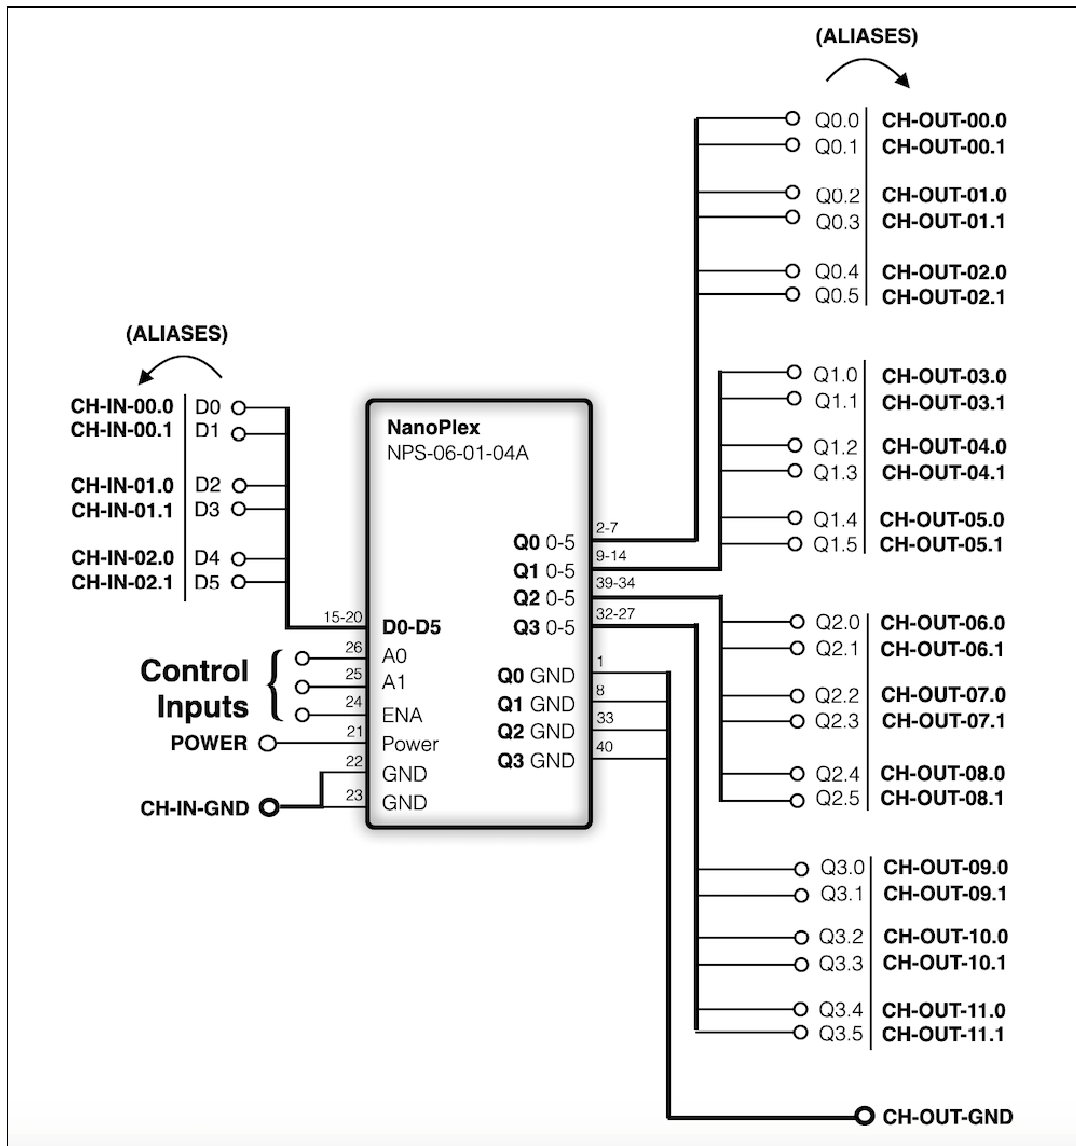 (ALIASES)
Q0.0 CH-OUT-00.0
Q0.1 CH-OUT-00.1
Q0.2 CH-OUT-01.0
Q0.3 CH-OUT-01.1
Q0.4 CH-OUT-02.0
Q0.5 CH-OUT-02.1
(ALIASES)
CH-IN-00.0 D0
CH-IN-00.1 D1
CH-IN-01.0 D2
CH-IN-01.1 D3
CH-IN-02.0 D4
CH-IN-02.1 D5
15-20
Control
Inputs
26
25
24
POWER
21
22
CH-IN-GND
23
NanoPlex
NPS-06-01-04A
D0-D5
A0
A1
ENA
Power
GND
GND
Q0 0-5
Q1 0-5
Q2 0-5
Q3 0-5
Q0 GND
Q1 GND
Q2 GND
Q3 GND
2-7
9-14
39-34
32-27
1
8
33
40
Q1.0 CH-OUT-03.0
Q1.1 CH-OUT-03.1
Q1.2 CH-OUT-04.0
Q1.3 CH-OUT-04.1
Q1.4 CH-OUT-05.0
Q1.5 CH-OUT-05.1
Q2.0 CH-OUT-06.0
Q2.1 CH-OUT-06.1
Q2.2 CH-OUT-07.0
Q2.3 CH-OUT-07.1
Q2.4 CH-OUT-08.0
Q2.5 CH-OUT-08.1
Q3.0 CH-OUT-09.0
Q3.1 CH-OUT-09.1
Q3.2 CH-OUT-10.0
Q3.3 CH-OUT-10.1
Q3.4 CH-OUT-11.0
Q3.5 CH-OUT-11.1
CH-OUT-GND